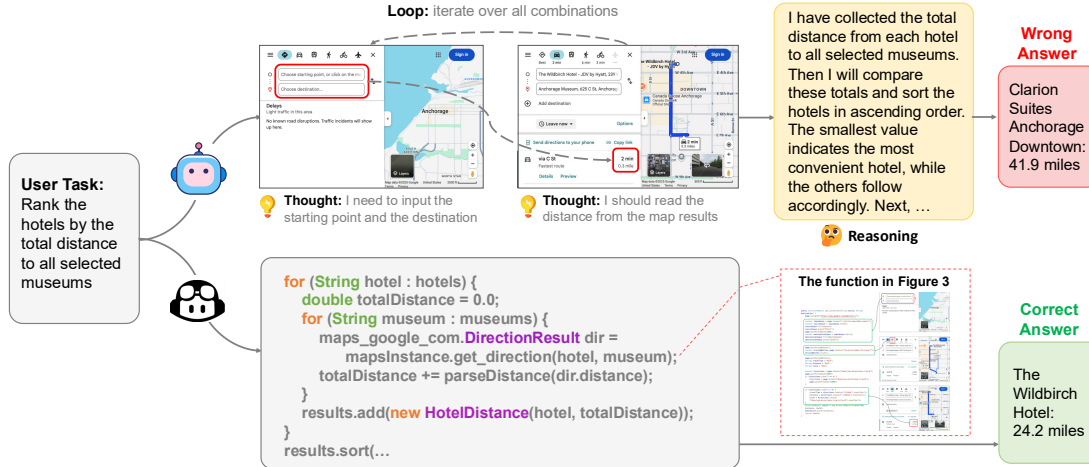 Loop: iterate over all combinations
Sign in
Choose starting point, or click on the m
Choose destination...
Delays
Light traffic in this area
No known road disruptions. Traffic incidents will show up here.
Anchorage
Layers
Thought: I need to input the
starting point and the destination
2 min
Sign in
The Wildbirch Hotel - JDV by Hyatt, 239
Anchorage Museum, 625 C St, Anchorag
Add destination
Leave now
Options
Send directions to your phone
Copy link
via C St
2 min
Fastest route
0.3 mile
Details
Preview
DOWNTOWN
2 min
Layers
Thought: I should read the
distance from the map results
I have collected the total
distance from each hotel
to all selected museums.
Then I will compare
these totals and sort the
hotels in ascending order.
The smallest value
indicates the most
convenient hotel, while
the others follow
accordingly. Next, …
Reasoning
Wrong
Answer
Clarion
Suites
Anchorage
Downtown:
41.9 miles
User Task:
Rank the
hotels by the
total distance
to all selected
museums
for (String hotel : hotels) {
double totalDistance = 0.0;
for (String museum : museums) {
maps_google_com.DirectionResult dir =
mapsInstance.get_direction(hotel, museum);
totalDistance += parseDistance(dir.distance);
}
results.add(new HotelDistance(hotel, totalDistance));
}
results.sort(…
The function in Figure 3
Correct
Answer
The
Wildbirch
Hotel:
24.2 miles